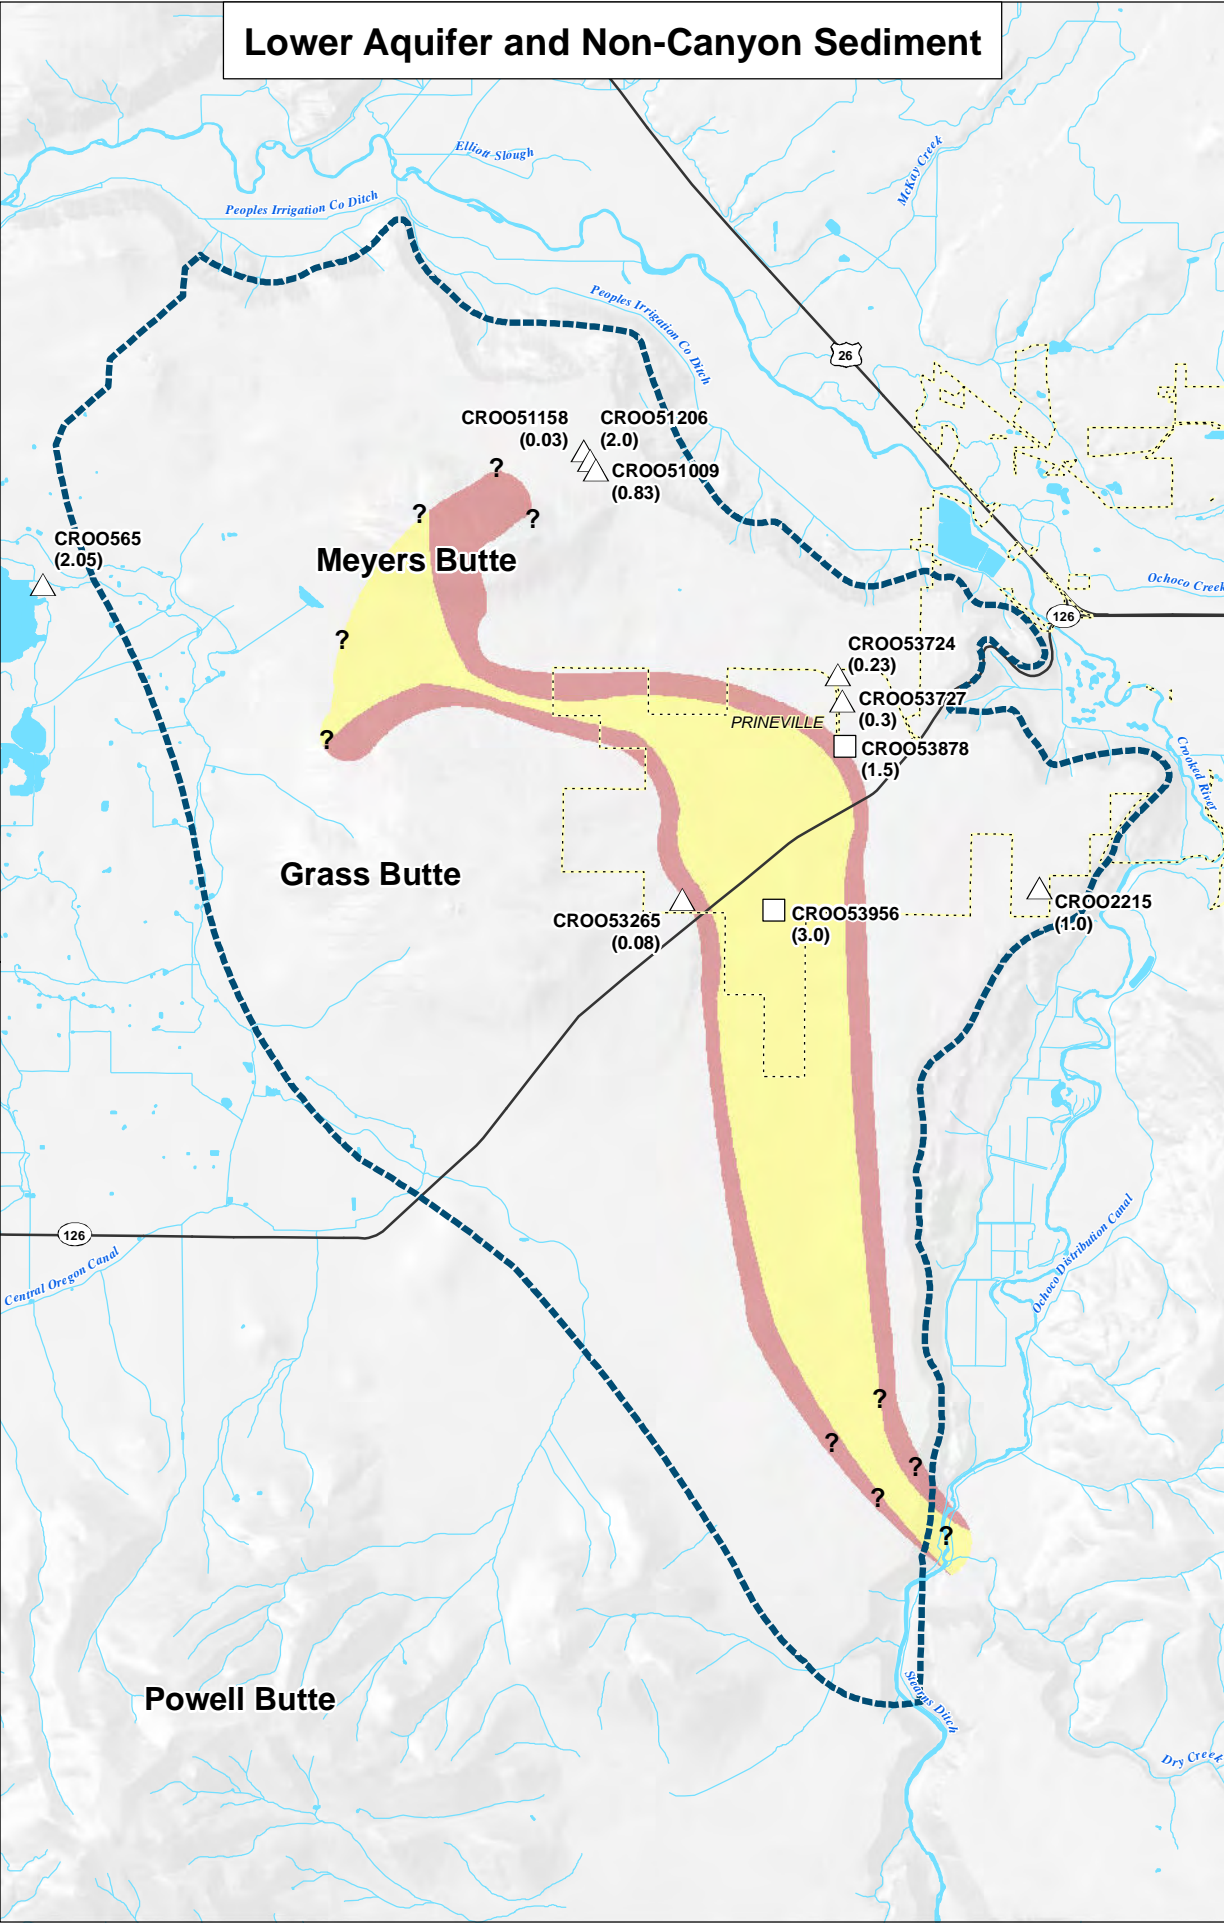 Lower Aquifer and Non-Canyon Sediment
McKay Creek
Elliott Slough
Peoples Irrigation Co Ditch
Peoples Irrigation Co Ditch
26
CROO51158
(0.03)
CROO51206
(2.0)
CROO51009
(0.83)
?
?
?
CROO565
(2.05)
Meyers Butte
Ochoco Creek
126
?
CROO53724
(0.23)
CROO53727
(0.3)
PRINEVILLE
?
CROO53878
(1.5)
Crooked River
Grass Butte
CROO53265
(0.08)
CROO53956
(3.0)
CROO2215
(1.0)
126
Central Oregon Canal
Ochoco Distribution Canal
?
?
?
?
?
Powell Butte
Stearns Ditch
Dry Creek